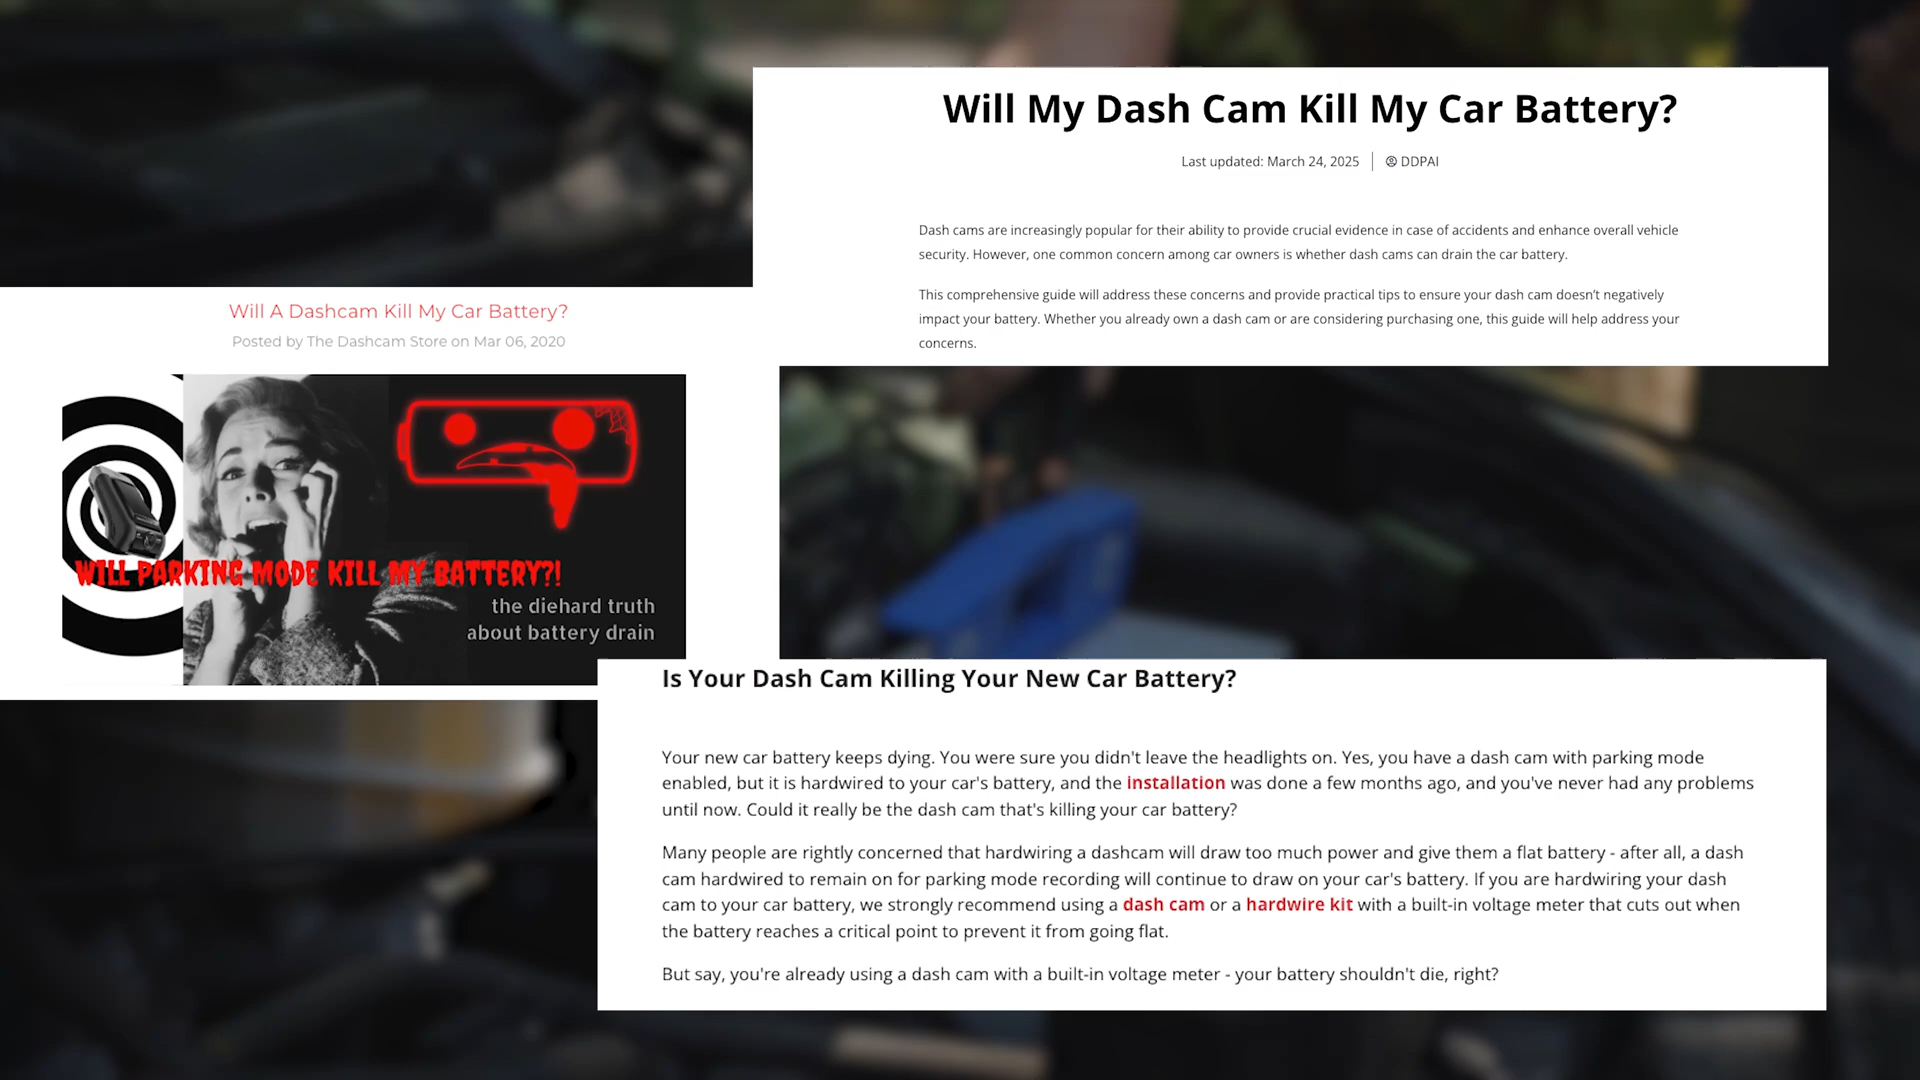 Will My Dash Cam Kill My Car Battery?
Last updated: March 24, 2025 | DDPAI
Dash cams are increasingly popular for their ability to provide crucial evidence in case of accidents and enhance overall vehicle
security. However, one common concern among car owners is whether dash cams can drain the car battery.
This comprehensive guide will address these concerns and provide practical tips to ensure your dash cam doesn't negatively
impact your battery. Whether you already own a dash cam or are considering purchasing one, this guide will help address your
concerns.
Will A Dashcam Kill My Car Battery?
Posted by The Dashcam Store on Mar 06, 2020
WILL PARKING MODE KILL MY BATTERY?!
the diehard truth
about battery drain
Is Your Dash Cam Killing Your New Car Battery?
Your new car battery keeps dying. You were sure you didn't leave the headlights on. Yes, you have a dash cam with parking mode
enabled, but it is hardwired to your car's battery, and the installation was done a few months ago, and you've never had any problems
until now. Could it really be the dash cam that's killing your car battery?
Many people are rightly concerned that hardwiring a dashcam will draw too much power and give them a flat battery - after all, a dash
cam hardwired to remain on for parking mode recording will continue to draw on your car's battery. If you are hardwiring your dash
cam to your car battery, we strongly recommend using a dash cam or a hardwire kit with a built-in voltage meter that cuts out when
the battery reaches a critical point to prevent it from going flat.
But say, you're already using a dash cam with a built-in voltage meter - your battery shouldn't die, right?